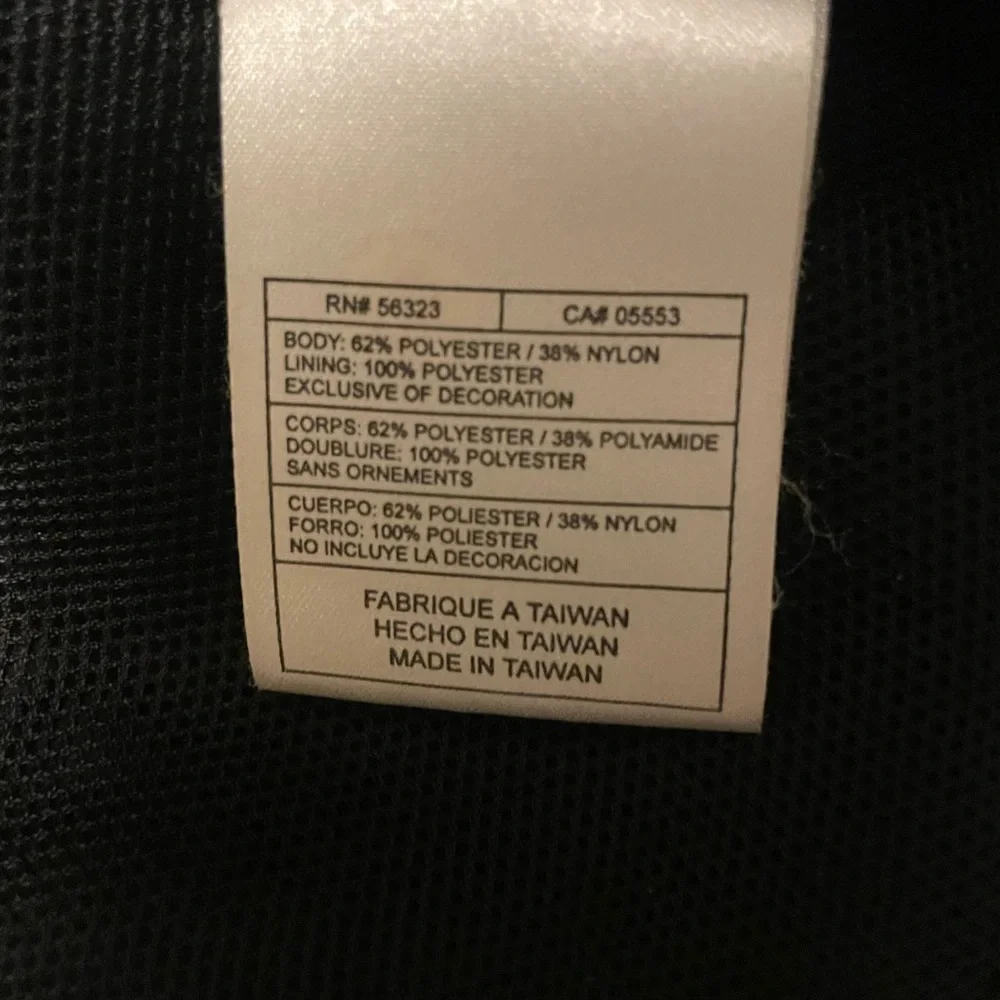 RN# 56323 CA# 05553
BODY: 62% POLYESTER / 38% NYLON
LINING: 100% POLYESTER
EXCLUSIVE OF DECORATION
CORPS: 62% POLYESTER / 38% POLYAMIDE
DOUBLURE: 100% POLYESTER
SANS ORNEMENTS
CUERPO: 62% POLIESTER / 38% NYLON
FORRO: 100% POLIESTER
NO INCLUYE LA DECORACION
FABRIQUE A TAIWAN
HECHO EN TAIWAN
MADE IN TAIWAN